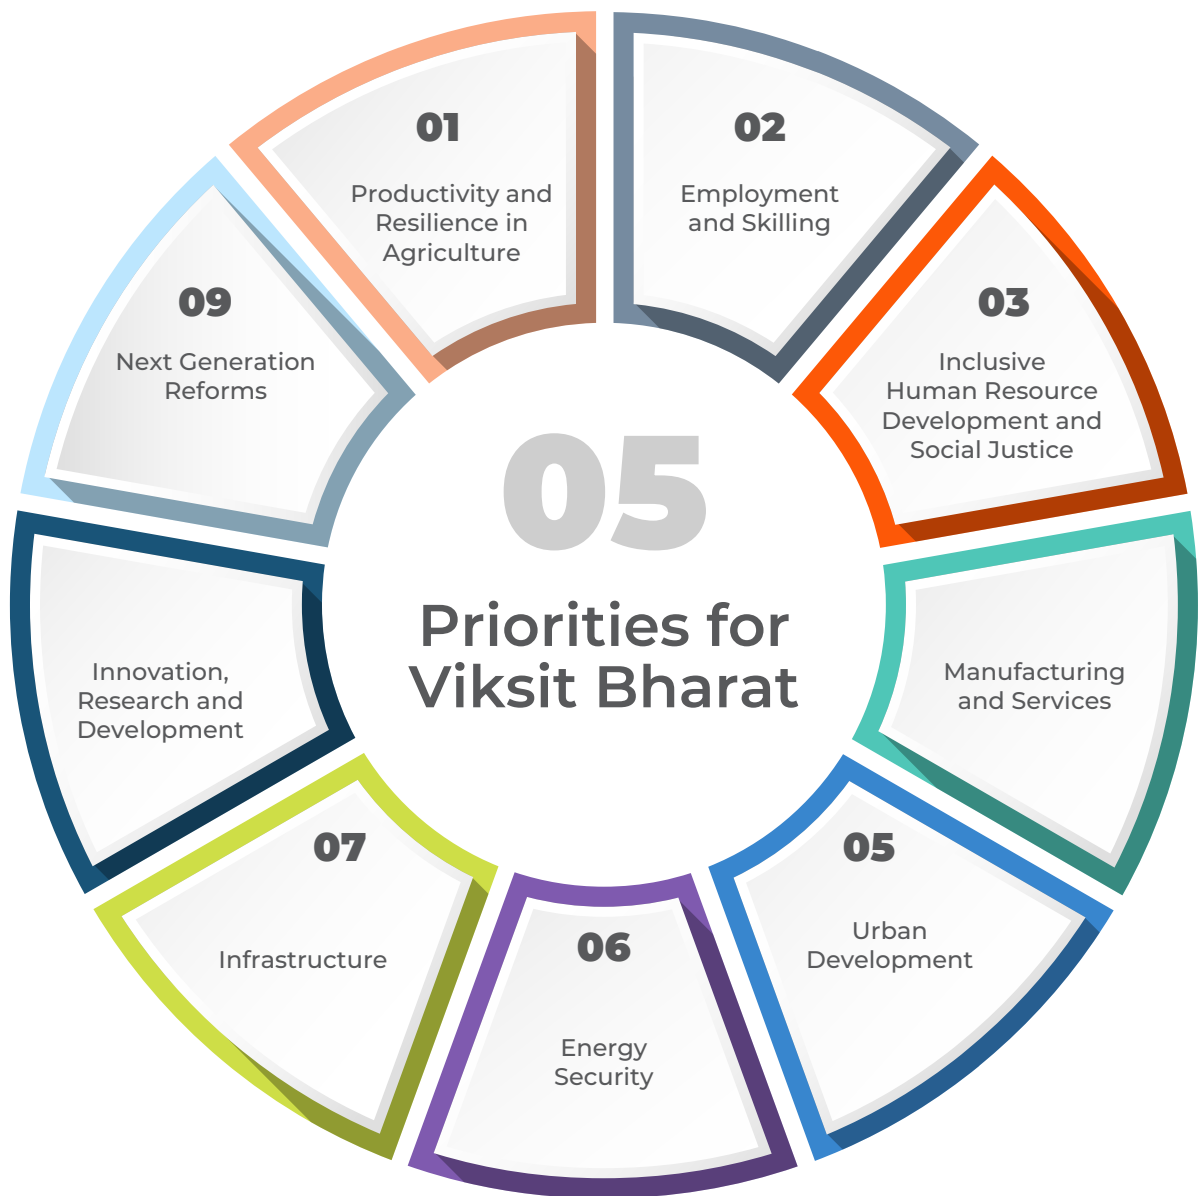 01
Productivity and
Resilience in
Agriculture
02
Employment
and Skilling
03
Inclusive
Human Resource
Development and
Social Justice
Manufacturing
and Services
05
Urban
Development
06
Energy
Security
07
Infrastructure
Innovation,
Research and
Development
09
Next Generation
Reforms
05
Priorities for
Viksit Bharat